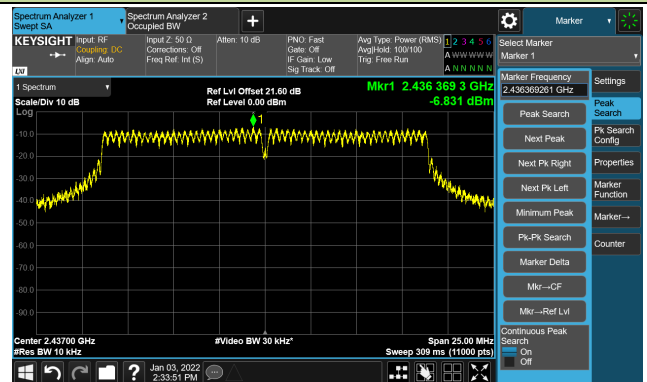 Spectrum Analyzer 1
Swept SA
Spectrum Analyzer 2
Occupied BW
Marker
KEYSIGHT
LXI
Input: RF
Coupling: DC
Align: Auto
Input Z: 50 Ω
Corrections: Off
Freq Ref: Int (S)
Atten: 10 dB
PNO: Fast
Gate: Off
IF Gain: Low
Sig Track: Off
Avg Type: Power (RMS)
Avg|Hold: 100/100
Trig: Free Run
1 2 3 4 5 6
A W W W W W
A N N N N N
Select Marker
Marker 1
1 Spectrum
Scale/Div 10 dB
Log
Ref Lvl Offset 21.60 dB
Ref Level 0.00 dBm
Mkr1 2.436 369 3 GHz
-6.831 dBm
1
-10.0
-20.0
-30.0
-40.0
-50.0
-60.0
-70.0
-80.0
-90.0
Center 2.43700 GHz
#Res BW 10 kHz
#Video BW 30 kHz*
Span 25.00 MHz
Sweep 309 ms (11000 pts)
Marker Frequency
2.436369261 GHz
Peak Search
Next Peak
Next Pk Right
Next Pk Left
Minimum Peak
Pk-Pk Search
Marker Delta
Mkr→CF
Mkr→Ref Lvl
Continuous Peak
Search
On
Off
Settings
Peak
Search
Pk Search
Config
Properties
Marker
Function
Marker→
Counter
Jan 03, 2022
2:33:51 PM